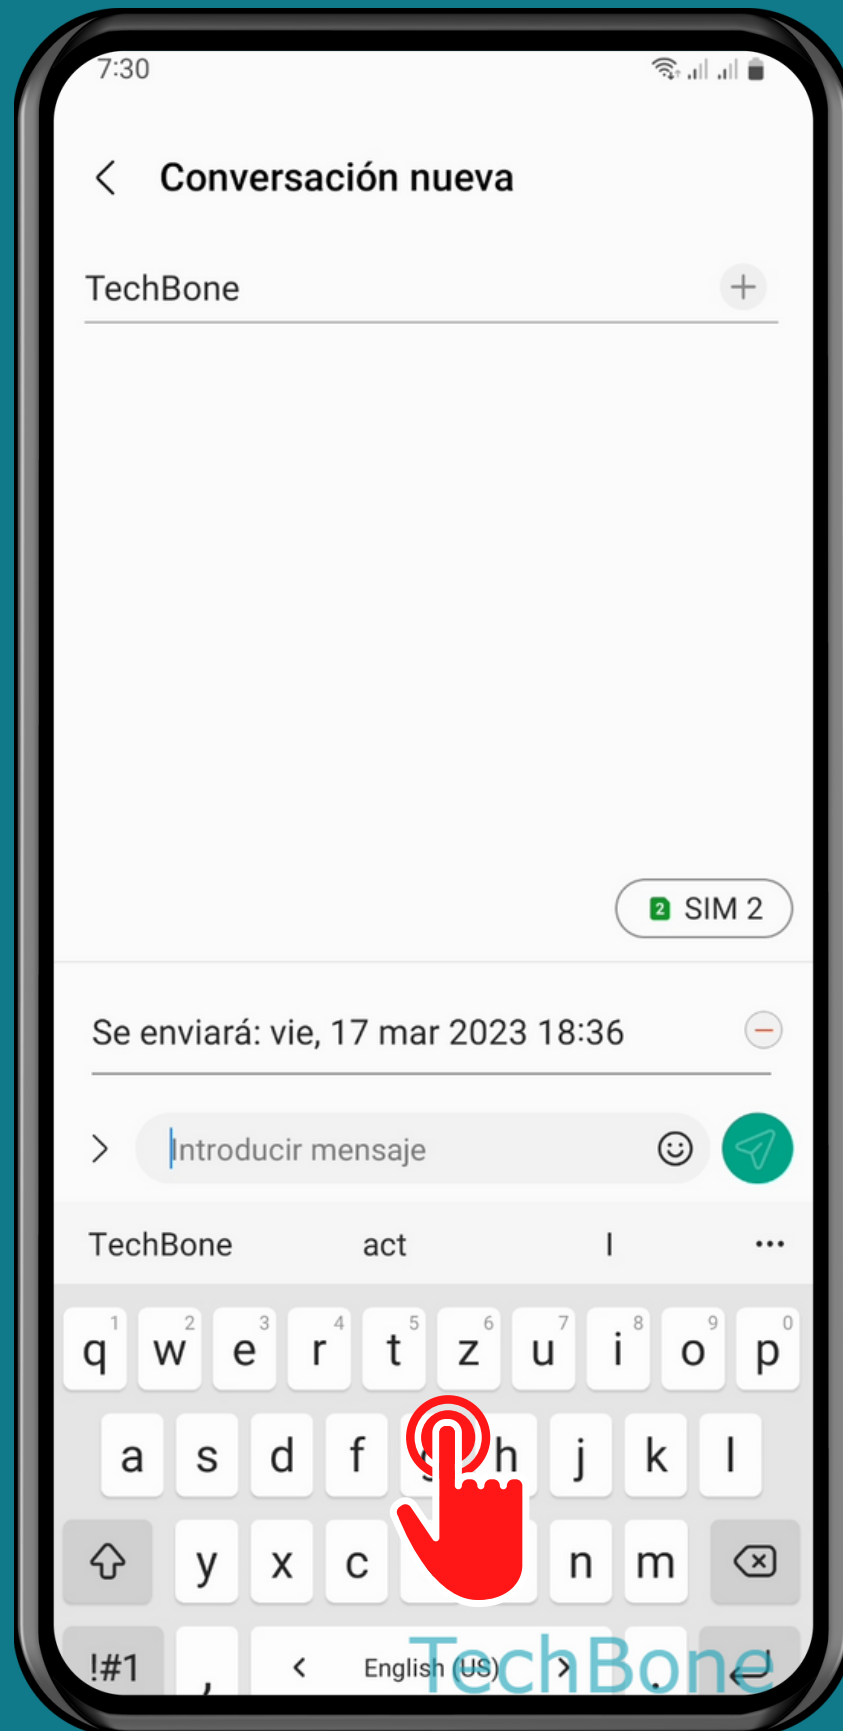 7:30
Conversación nueva
TechBone
2 SIM 2
Se enviará: vie, 17 mar 2023 18:36
Introducir mensaje
TechBone act I
1 2 3 4 5 6 7 8 9 0
q w e r t z u i o p
a s d f g h j k l
y x c n m
!#1 , English (US) .
TechBone